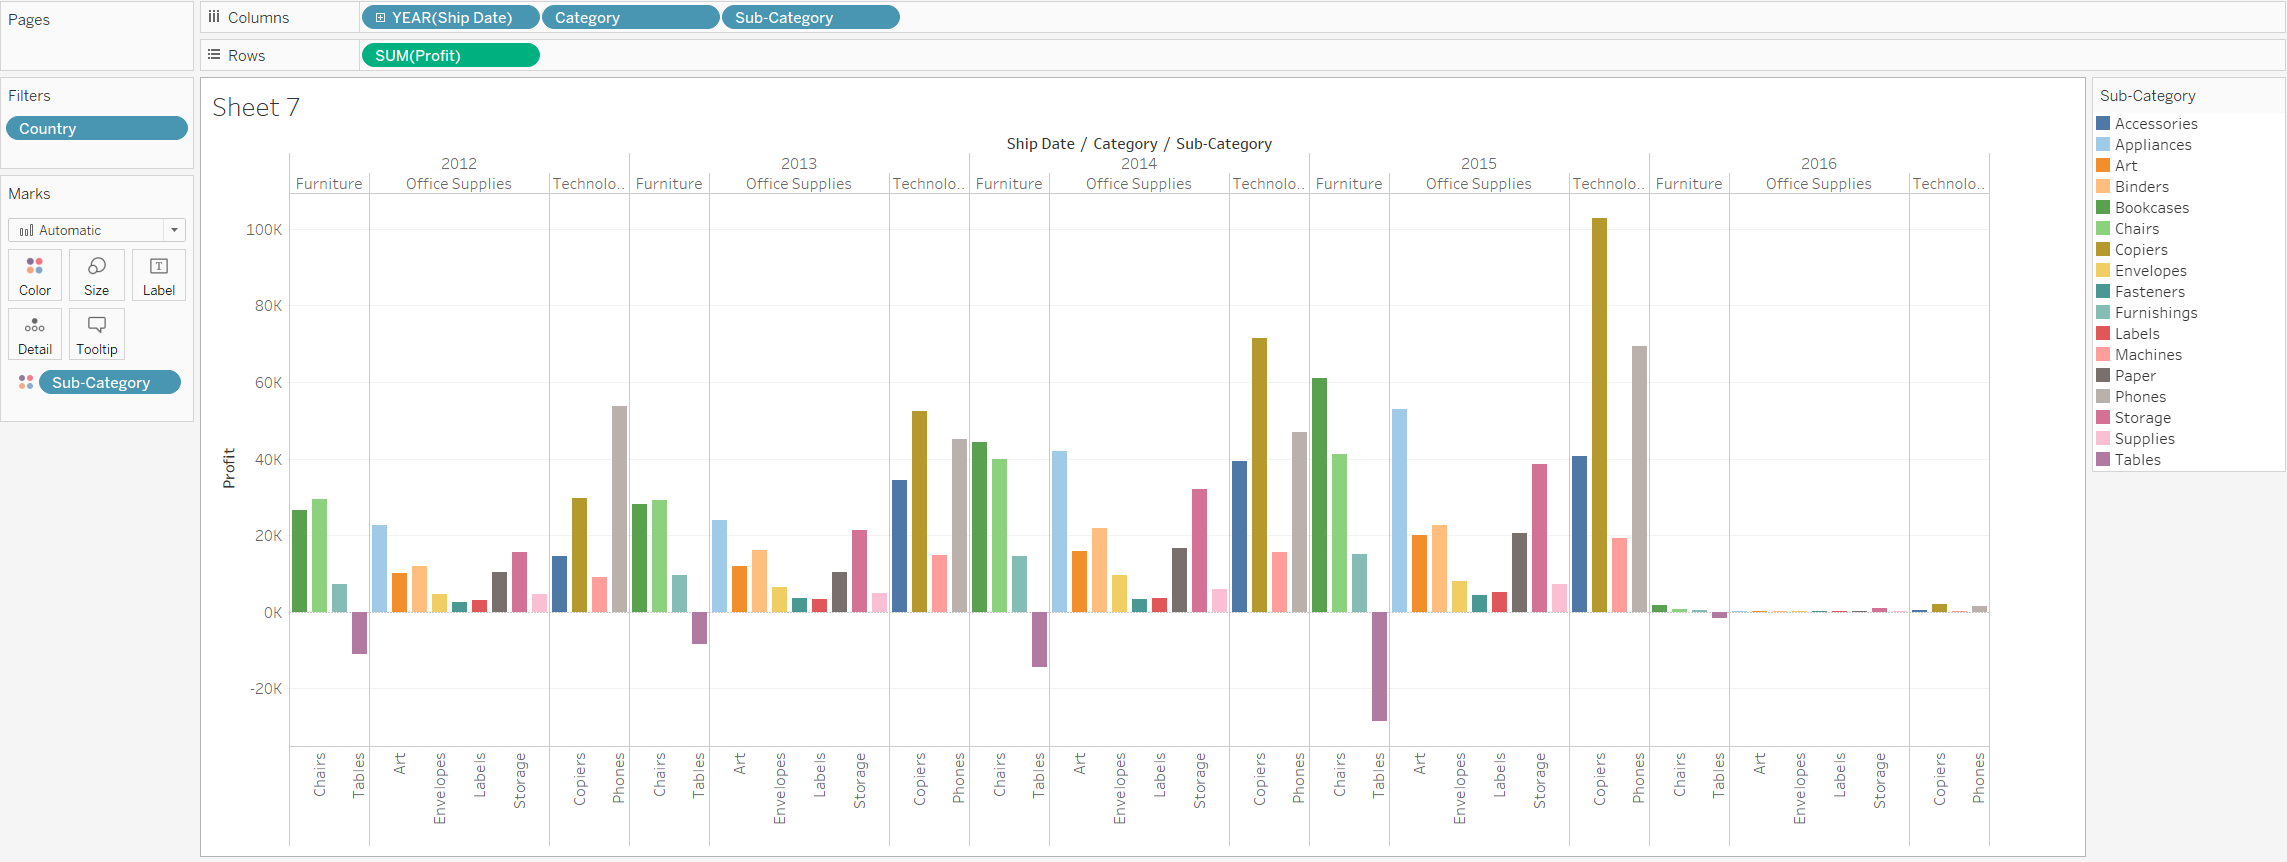 Pages
Columns
YEAR(Ship Date)
Category
Sub-Category
Rows
SUM(Profit)
Filters
Country
Marks
Automatic
Color
Size
Label
Detail
Tooltip
Sub-Category
Sheet 7
Ship Date / Category / Sub-Category
2012
2013
2014
2015
2016
Furniture
Office Supplies
Technolo..
Furniture
Office Supplies
Technolo..
Furniture
Office Supplies
Technolo..
Furniture
Office Supplies
Technolo..
Furniture
Office Supplies
Technolo..
Profit
100K
80K
60K
40K
20K
0K
-20K
Chairs
Tables
Art
Envelopes
Labels
Storage
Copiers
Phones
Chairs
Tables
Art
Envelopes
Labels
Storage
Copiers
Phones
Chairs
Tables
Art
Envelopes
Labels
Storage
Copiers
Phones
Chairs
Tables
Art
Envelopes
Labels
Storage
Copiers
Phones
Chairs
Tables
Art
Envelopes
Labels
Storage
Copiers
Phones
Sub-Category
Accessories
Appliances
Art
Binders
Bookcases
Chairs
Copiers
Envelopes
Fasteners
Furnishings
Labels
Machines
Paper
Phones
Storage
Supplies
Tables